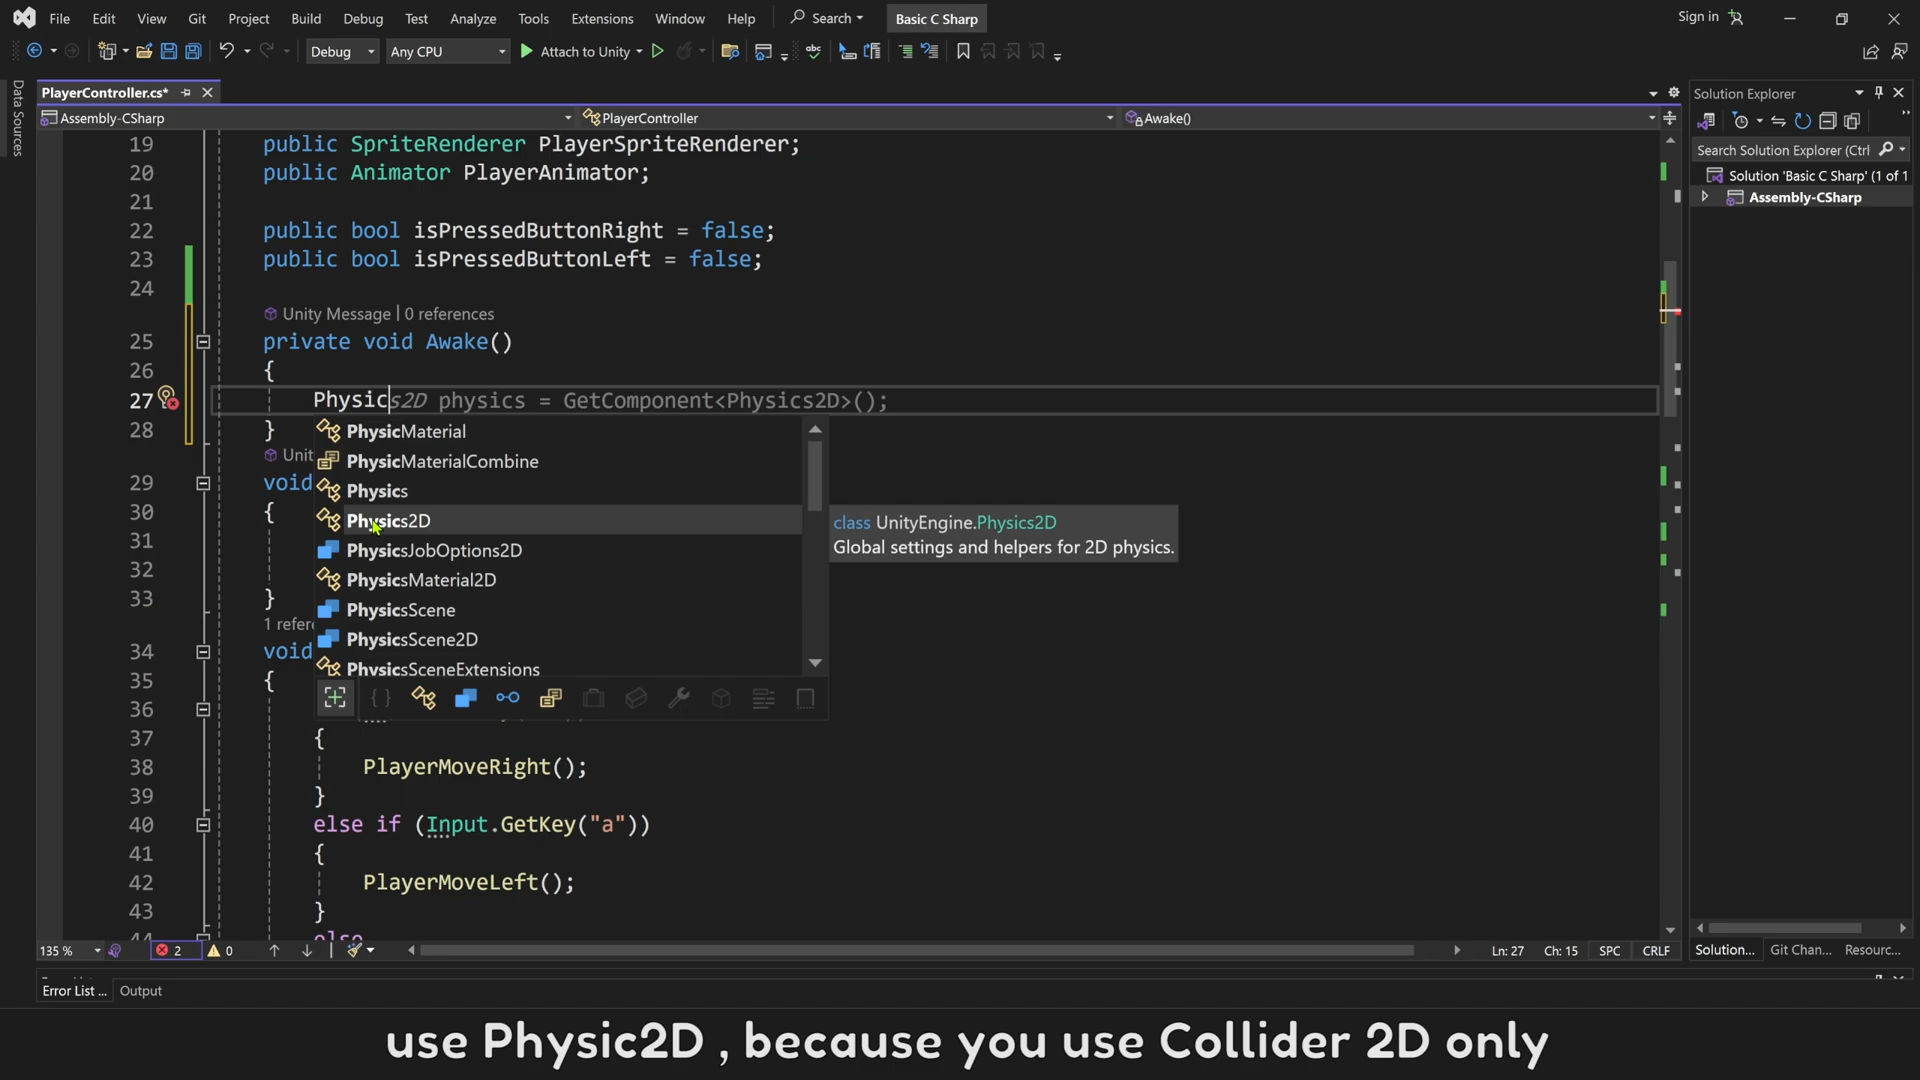 File Edit View Git Project Build Debug Test Analyze Tools Extensions Window Help Search Basic C Sharp Sign in
Debug Any CPU Attach to Unity
Data Sources
PlayerController.cs*
Solution Explorer
Assembly-CSharp PlayerController Awake()
Search Solution Explorer (Ctrl
Solution 'Basic C Sharp' (1 of 1
Assembly-CSharp
19 public SpriteRenderer PlayerSpriteRenderer;
20 public Animator PlayerAnimator;
21
22 public bool isPressedButtonRight = false;
23 public bool isPressedButtonLeft = false;
24
Unity Message | 0 references
25 private void Awake()
26 {
27 Physics2D physics = GetComponent<Physics2D>();
28 }
Unit
29 void
30 {
31
32
33 }
1 refer
34 void
35 {
36
37 {
38 PlayerMoveRight();
39 }
40 else if (Input.GetKey("a"))
41 {
42 PlayerMoveLeft();
43 }
44 else
PhysicMaterial
PhysicMaterialCombine
Physics
Physics2D
PhysicsJobOptions2D
PhysicsMaterial2D
PhysicsScene
PhysicsScene2D
PhysicsSceneExtensions
class UnityEngine.Physics2D
Global settings and helpers for 2D physics.
135 % 2 0 Ln: 27 Ch: 15 SPC CRLF
Solution... Git Chan... Resourc...
Error List ... Output
use Physic2D , because you use Collider 2D only